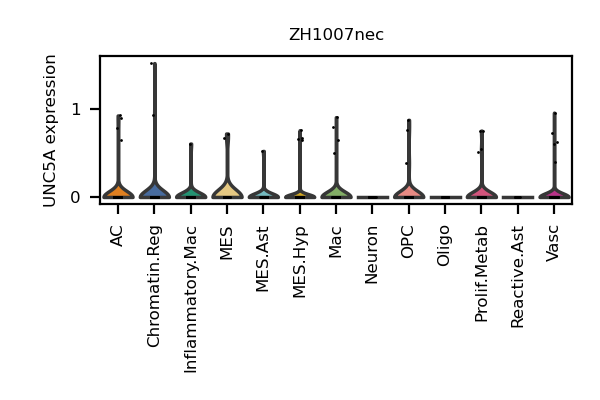 ZH1007nec
UNC5A expression
1
0
AC
Chromatin.Reg
Inflammatory.Mac
MES
MES.Ast
MES.Hyp
Mac
Neuron
OPC
Oligo
Prolif.Metab
Reactive.Ast
Vasc